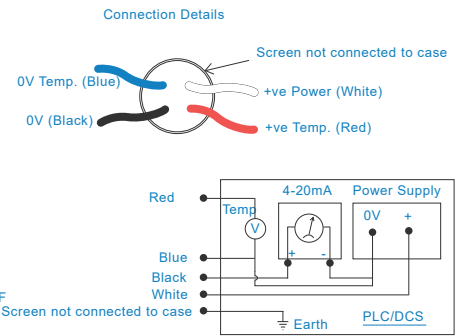 Connection Details
Screen not connected to case
0V Temp. (Blue)
+ve Power (White)
0V (Black)
+ve Temp. (Red)
4-20mA Power Supply
Red
Temp
0V +
V
Blue
+ -
Black
White
F
Screen not connected to case
Earth
PLC/DCS